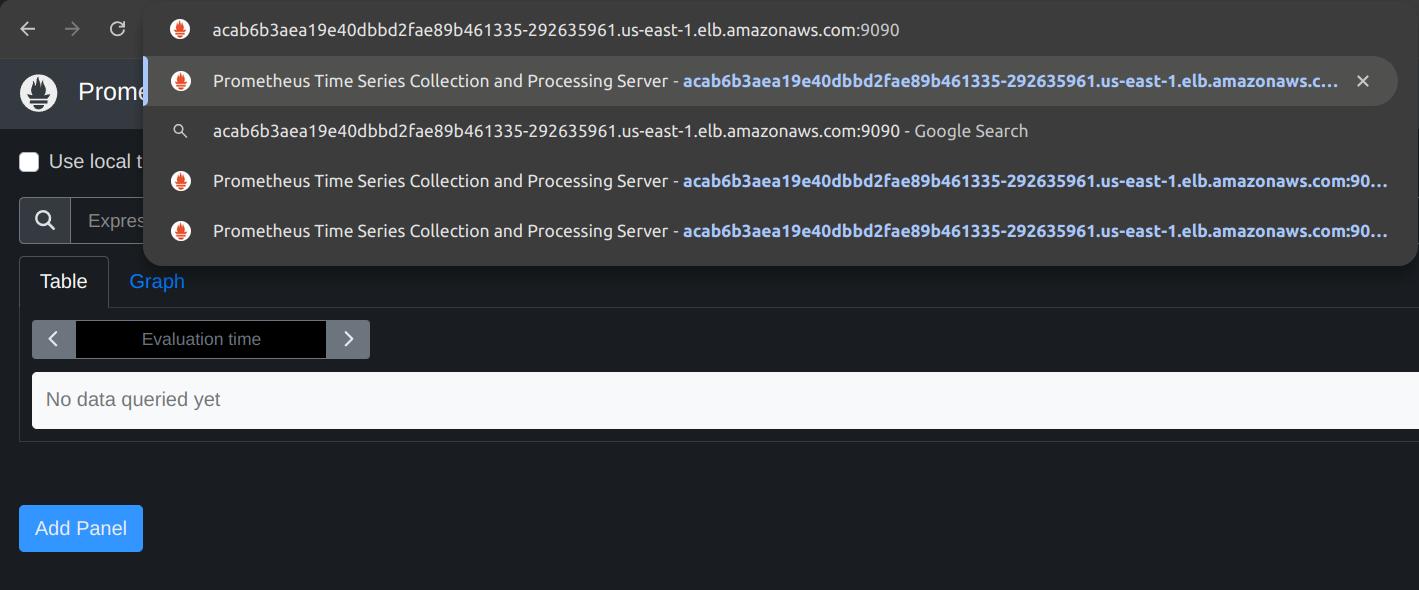 acab6b3aea19e40dbbd2fae89b461335-292635961.us-east-1.elb.amazonaws.com:9090
Prometheus Time Series Collection and Processing Server - acab6b3aea19e40dbbd2fae89b461335-292635961.us-east-1.elb.amazonaws.c...
Prome
acab6b3aea19e40dbbd2fae89b461335-292635961.us-east-1.elb.amazonaws.com:9090 - Google Search
Use local t
Prometheus Time Series Collection and Processing Server - acab6b3aea19e40dbbd2fae89b461335-292635961.us-east-1.elb.amazonaws.com:90...
Expres
Prometheus Time Series Collection and Processing Server - acab6b3aea19e40dbbd2fae89b461335-292635961.us-east-1.elb.amazonaws.com:90...
Table Graph
Evaluation time
No data queried yet
Add Panel